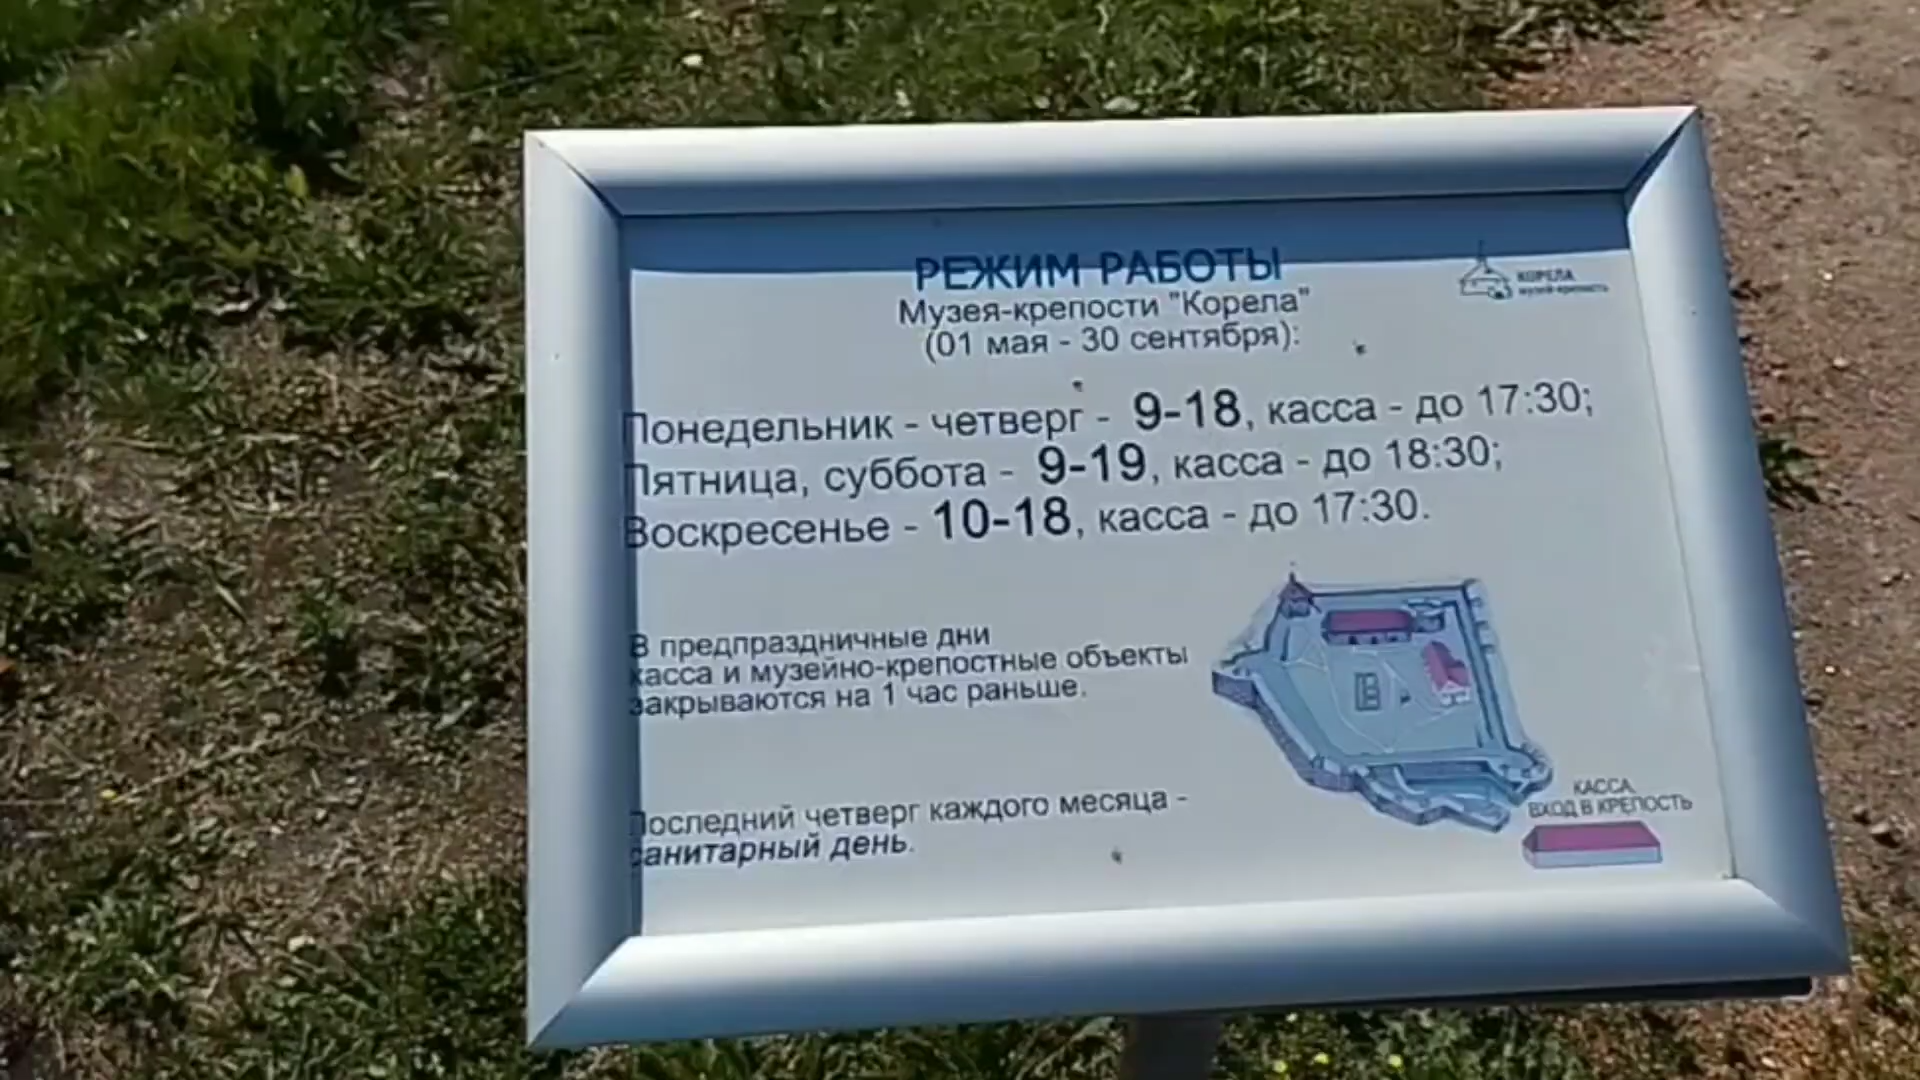 РЕЖИМ РАБОТЫ
Музея-крепости "Корела"
(01 мая - 30 сентября):
КОРЕЛА
музей-крепость
Понедельник - четверг - 9-18, касса - до 17:30;
Пятница, суббота - 9-19, касса - до 18:30;
Воскресенье - 10-18, касса - до 17:30.
В предпраздничные дни
касса и музейно-крепостные объекты
закрываются на 1 час раньше.
Последний четверг каждого месяца -
санитарный день.
КАССА,
ВХОД В КРЕПОСТЬ